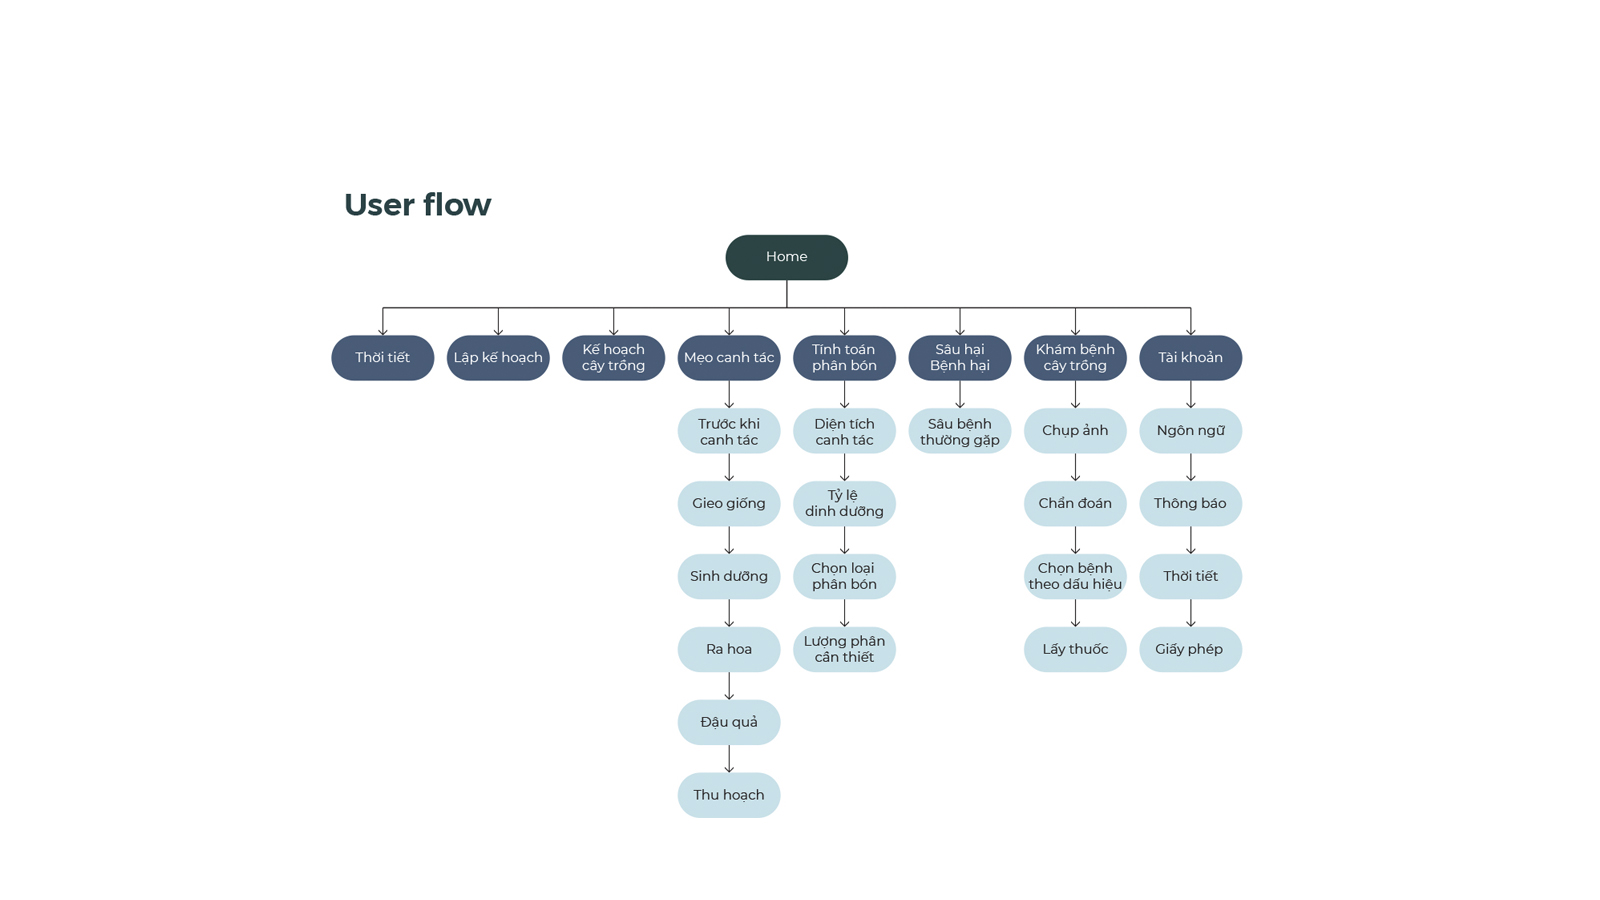 User flow
Home
Thời tiết
Lập kế hoạch
Kế hoạch
cây trồng
Mẹo canh tác
Tính toán
phân bón
Sâu hại
Bệnh hại
Khám bệnh
cây trồng
Tài khoản
Trước khi
canh tác
Diện tích
canh tác
Sâu bệnh
thường gặp
Chụp ảnh
Ngôn ngữ
Gieo giống
Tỷ lệ
dinh dưỡng
Chẩn đoán
Thông báo
Sinh dưỡng
Chọn loại
phân bón
Chọn bệnh
theo dấu hiệu
Thời tiết
Ra hoa
Lượng phân
cần thiết
Lấy thuốc
Giấy phép
Đậu quả
Thu hoạch